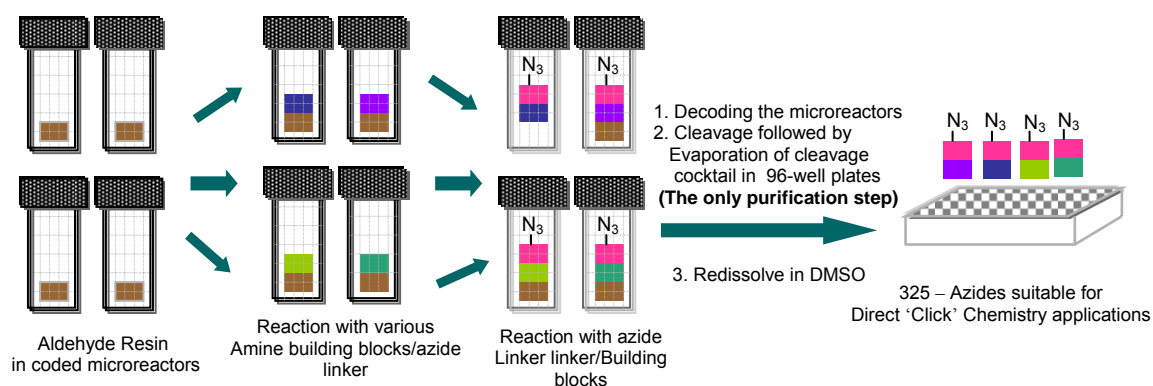 N3
N3
N3
N3
Aldehyde Resin
in coded microreactors
Reaction with various
Amine building blocks/azide
linker
Reaction with azide
Linker linker/Building
blocks
1. Decoding the microreactors
2. Cleavage followed by
Evaporation of cleavage
cocktail in 96-well plates
(The only purification step)
3. Redissolve in DMSO
N3 N3 N3 N3
325 – Azides suitable for
Direct ‘Click’ Chemistry applications